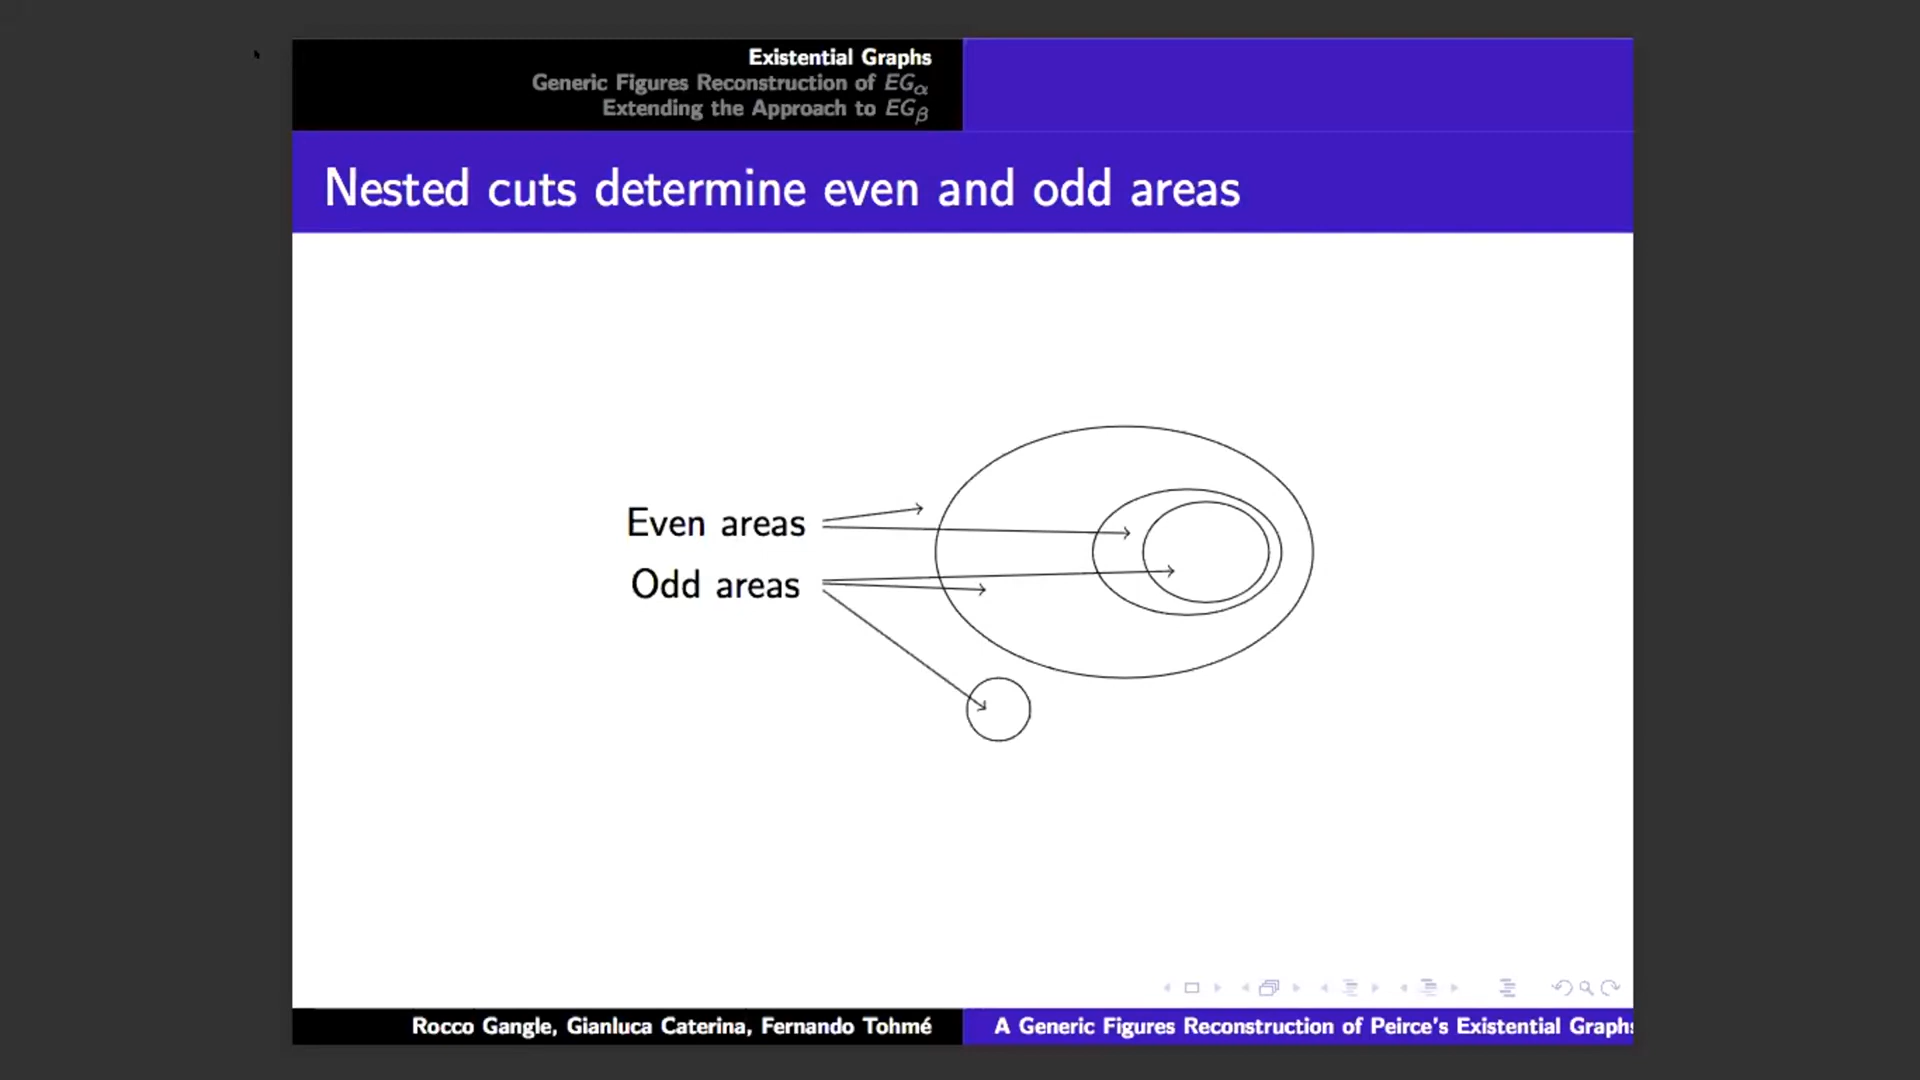 Existential Graphs
Generic Figures Reconstruction of EGα
Extending the Approach to EGβ
Nested cuts determine even and odd areas
Even areas
Odd areas
Rocco Gangle, Gianluca Caterina, Fernando Tohmé
A Generic Figures Reconstruction of Peirce's Existential Graphs